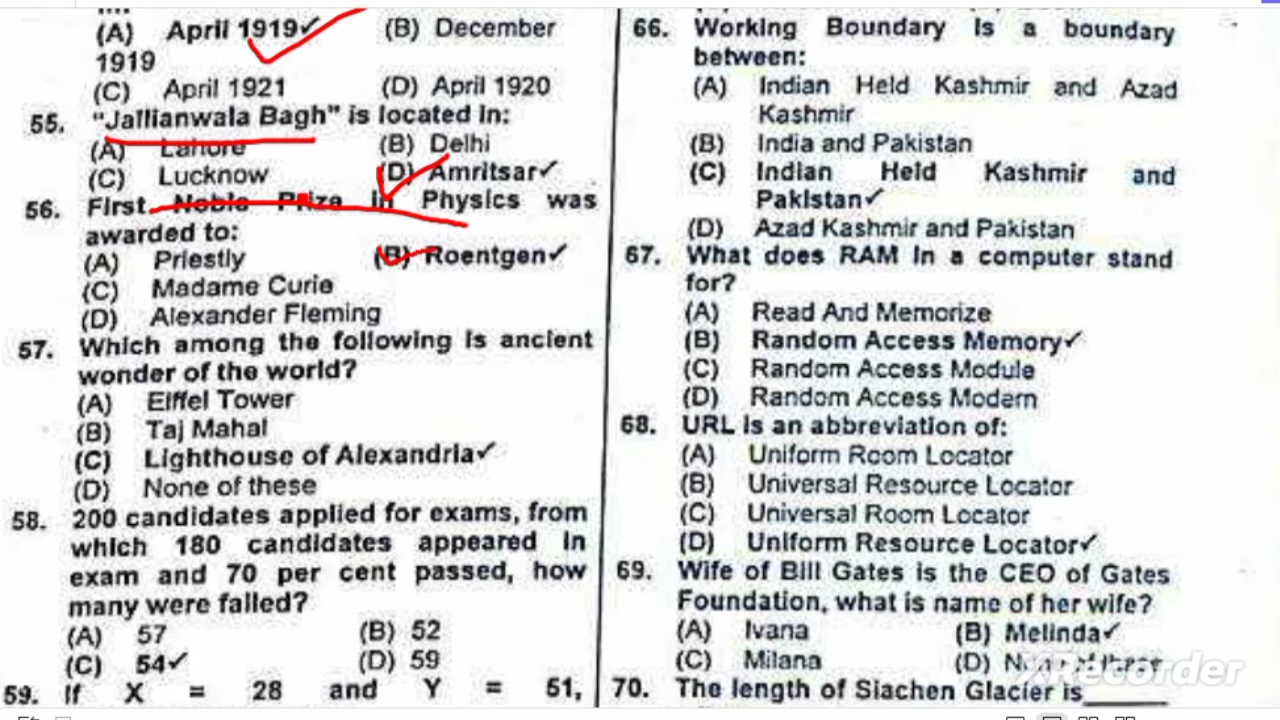 (A) April 1919✓ (B) December
1919
(C) April 1921 (D) April 1920
55. "Jallianwala Bagh" is located in:
(A) Lahore (B) Delhi
(C) Lucknow (D) Amritsar✓
56. First Noble Prize in Physics was
awarded to:
(A) Priestly (B) Roentgen✓
(C) Madame Curie
(D) Alexander Fleming
57. Which among the following is ancient
wonder of the world?
(A) Eiffel Tower
(B) Taj Mahal
(C) Lighthouse of Alexandria✓
(D) None of these
58. 200 candidates applied for exams, from
which 180 candidates appeared in
exam and 70 per cent passed, how
many were falled?
(A) 57 (B) 52
(C) 54✓ (D) 59
59. If X = 28 and Y = 51,
66. Working Boundary is a boundary
between:
(A) Indian Held Kashmir and Azad
Kashmir
(B) India and Pakistan
(C) Indian Held Kashmir and
Pakistan✓
(D) Azad Kashmir and Pakistan
67. What does RAM in a computer stand
for?
(A) Read And Memorize
(B) Random Access Memory✓
(C) Random Access Module
(D) Random Access Modem
68. URL is an abbreviation of:
(A) Uniform Room Locator
(B) Universal Resource Locator
(C) Universal Room Locator
(D) Uniform Resource Locator✓
69. Wife of Bill Gates is the CEO of Gates
Foundation, what is name of her wife?
(A) Ivana (B) Melinda✓
(C) Milana (D) None of these
XRecorder
70. The length of Siachen Glacier is______